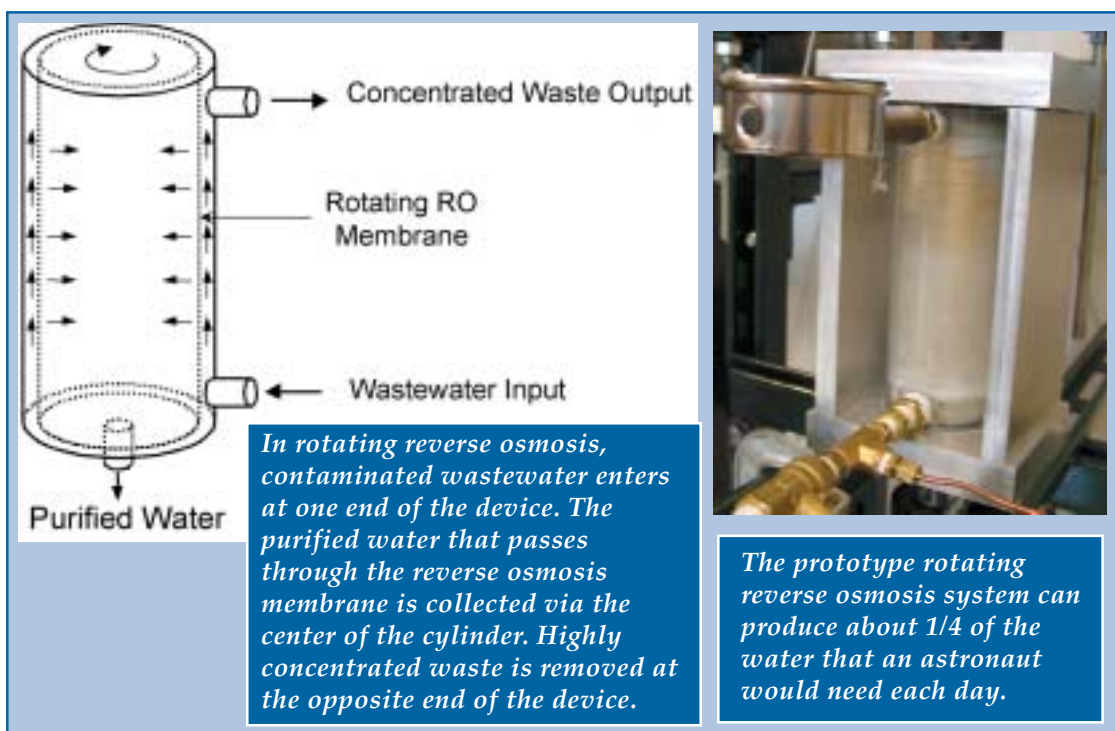 Concentrated Waste Output
Rotating RO
Membrane
Wastewater Input
Purified Water
In rotating reverse osmosis,
contaminated wastewater enters
at one end of the device. The
purified water that passes
through the reverse osmosis
membrane is collected via the
center of the cylinder. Highly
concentrated waste is removed at
the opposite end of the device.
The prototype rotating
reverse osmosis system can
produce about 1/4 of the
water that an astronaut
would need each day.